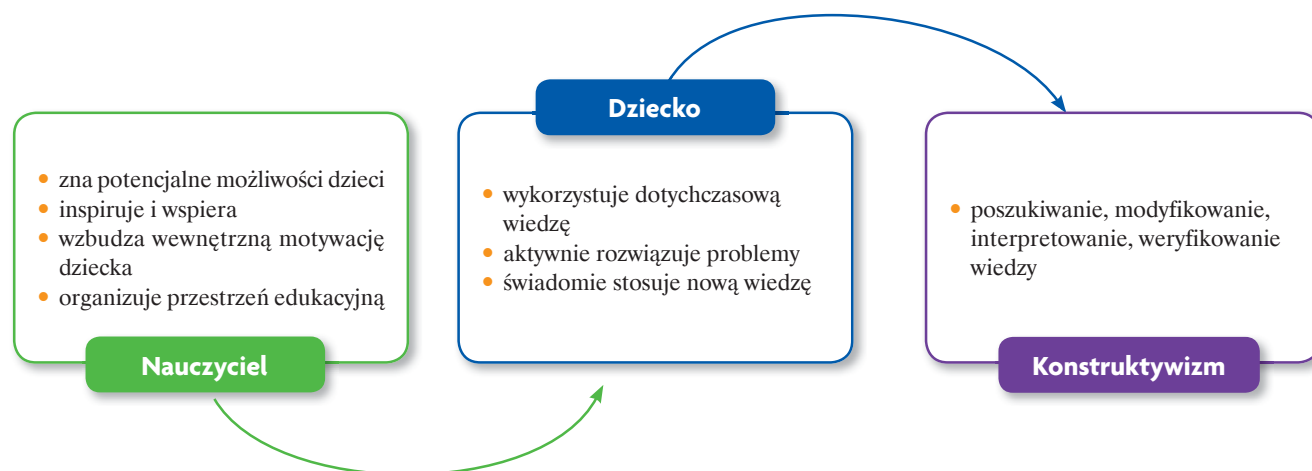 • zna potencjalne możliwości dzieci
• inspiruje i wspiera
• wzbudza wewnętrzną motywację
dziecka
• organizuje przestrzeń edukacyjną
Nauczyciel
Dziecko
• wykorzystuje dotychczasową
wiedzę
• aktywnie rozwiązuje problemy
• świadomie stosuje nową wiedzę
• poszukiwanie, modyfikowanie,
interpretowanie, weryfikowanie
wiedzy
Konstruktywizm